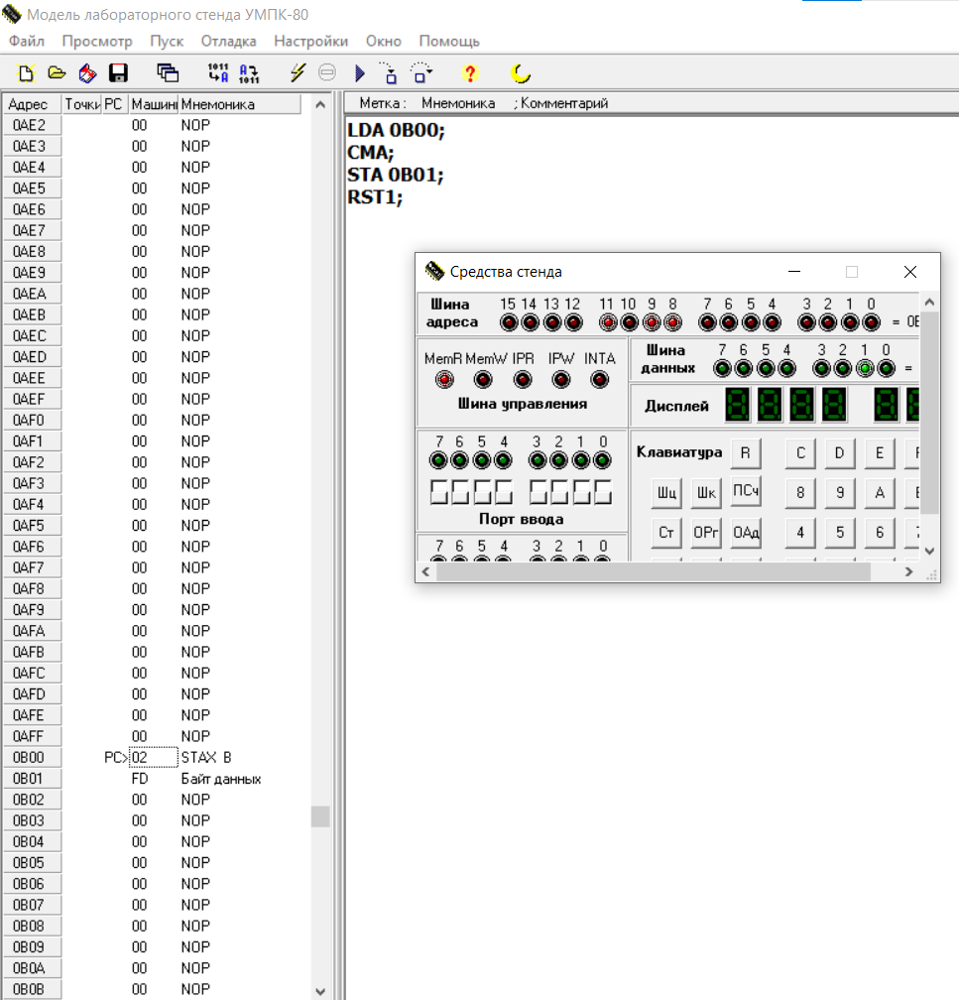 Модель лабораторного стенда УМПК-80
Файл Просмотр Пуск Отладка Настройки Окно Помощь
Адрес Точки PC Машин Мнемоника
0AE2 00 NOP
0AE3 00 NOP
0AE4 00 NOP
0AE5 00 NOP
0AE6 00 NOP
0AE7 00 NOP
0AE8 00 NOP
0AE9 00 NOP
0AEA 00 NOP
0AEB 00 NOP
0AEC 00 NOP
0AED 00 NOP
0AEE 00 NOP
0AEF 00 NOP
0AF0 00 NOP
0AF1 00 NOP
0AF2 00 NOP
0AF3 00 NOP
0AF4 00 NOP
0AF5 00 NOP
0AF6 00 NOP
0AF7 00 NOP
0AF8 00 NOP
0AF9 00 NOP
0AFA 00 NOP
0AFB 00 NOP
0AFC 00 NOP
0AFD 00 NOP
0AFE 00 NOP
0AFF 00 NOP
0B00 PC> 02 STAX B
0B01 FD Байт данных
0B02 00 NOP
0B03 00 NOP
0B04 00 NOP
0B05 00 NOP
0B06 00 NOP
0B07 00 NOP
0B08 00 NOP
0B09 00 NOP
0B0A 00 NOP
0B0B 00 NOP
Метка : Мнемоника ; Комментарий
LDA 0B00;
CMA;
STA 0B01;
RST1;
Средства стенда
Шина адреса 15 14 13 12 11 10 9 8 7 6 5 4 3 2 1 0 = 0B
MemR MemW IPR IPW INTA
Шина управления
Шина данных 7 6 5 4 3 2 1 0 =
Дисплей
7 6 5 4 3 2 1 0
Порт ввода
7 6 5 4 3 2 1 0
Клавиатура R C D E
Шц Шк ПСч 8 9 A
Ст ОРг ОАд 4 5 6